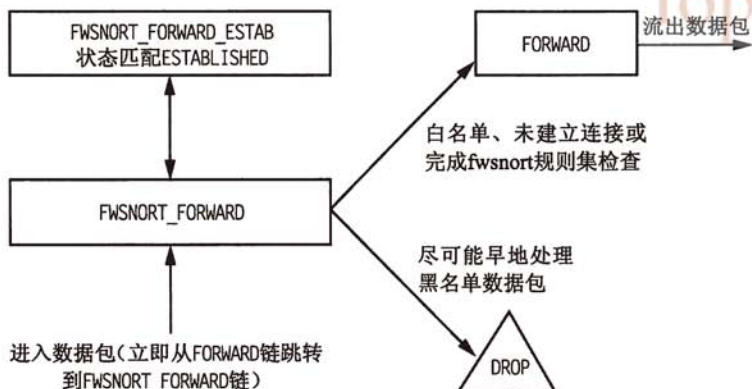 FWSNORT_FORWARD_ESTAB
状态匹配ESTABLISHED
FORWARD
流出数据包
白名单、未建立连接或
完成fwsnort规则集检查
FWSNORT_FORWARD
尽可能早地处理
黑名单数据包
进入数据包(立即从FORWARD链跳转
到FWSNORT_FORWARD链)
DROP